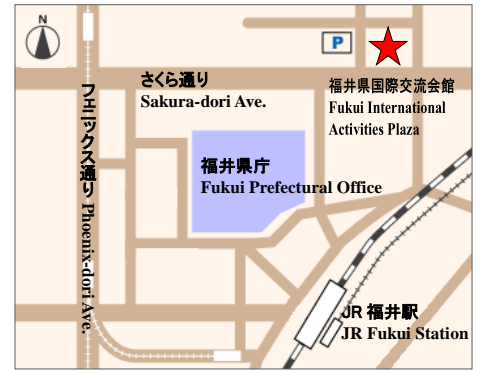 N
P
さくら通り
Sakura-dori Ave.
福井県国際交流会館
Fukui International
Activities Plaza
フェニックス通り Phoenix-dori Ave.
福井県庁
Fukui Prefectural Office
JR 福井駅
JR Fukui Station